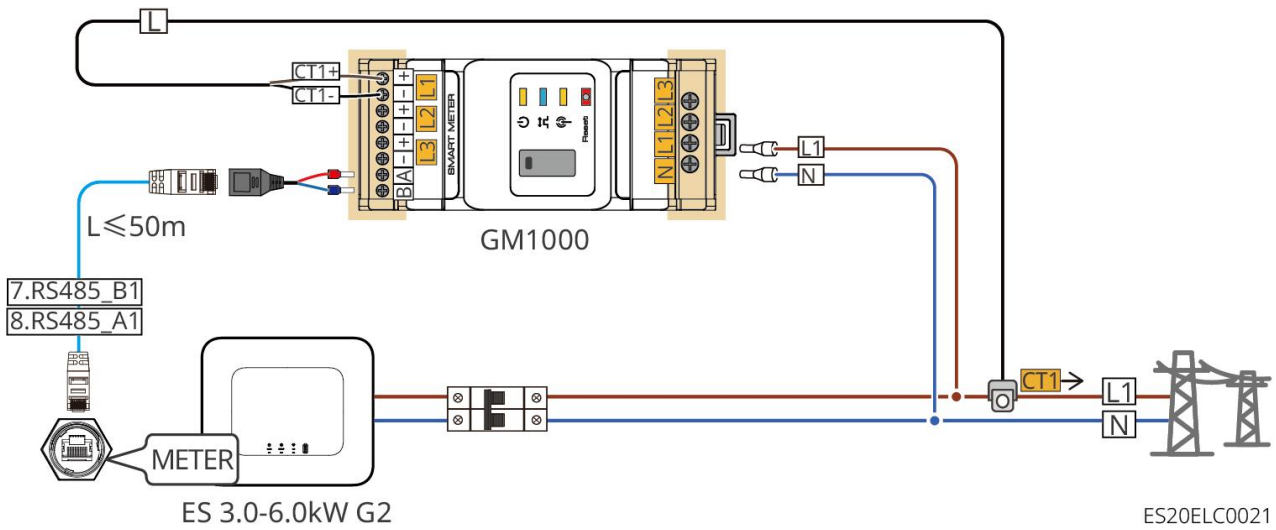 L
CT1+
CT1-
+
-
+
-
+
-
A
B
L1
L2
L3
SMART METER
Reset
L3
L2
L1
N
L1
N
GM1000
L≤50m
7.RS485_B1
8.RS485_A1
METER
ES 3.0-6.0kW G2
CT1
L1
N
ES20ELC0021